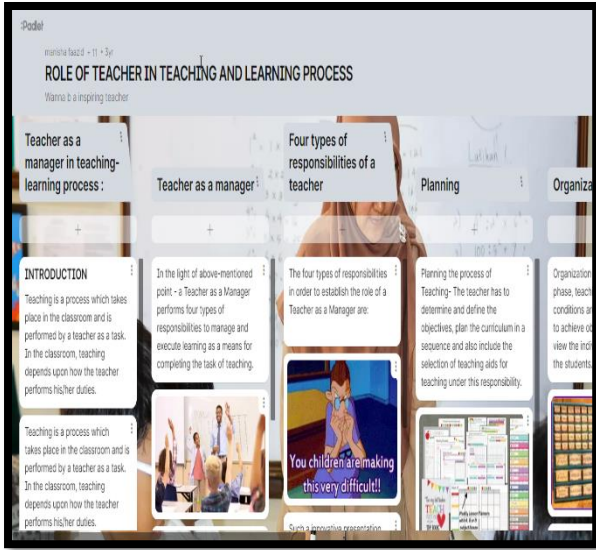 :Padlet
manisha faazid + 11 • 3yr
ROLE OF TEACHER IN TEACHING AND LEARNING PROCESS
Wanna b a inspiring teacher
Teacher as a
manager in teaching-
learning process :
Teacher as a manager
Four types of
responsibilities of a
teacher
Planning
Organiza
INTRODUCTION
Teaching is a process which takes
place in the classroom and is
performed by a teacher as a task.
In the classroom, teaching
depends upon how the teacher
performs his/her duties.
Teaching is a process which
takes place in the classroom and is
performed by a teacher as a task.
In the classroom, teaching
depends upon how the teacher
performs his/her duties.
In the light of above-mentioned
point - a Teacher as a Manager
performs four types of
responsibilities to manage and
execute learning as a means for
completing the task of teaching.
The four types of responsibilities
in order to establish the role of a
Teacher as a Manager are:
You children are making
this very difficult!!
Such a innovative presentation
Planning the process of
Teaching- The teacher has to
determine and define the
objectives, plan the curriculum in a
sequence and also include the
selection of teaching aids for
teaching under this responsibility.
Organization
phase, teach
conditions an
to achieve ob
view the indi
the students.
TEACH